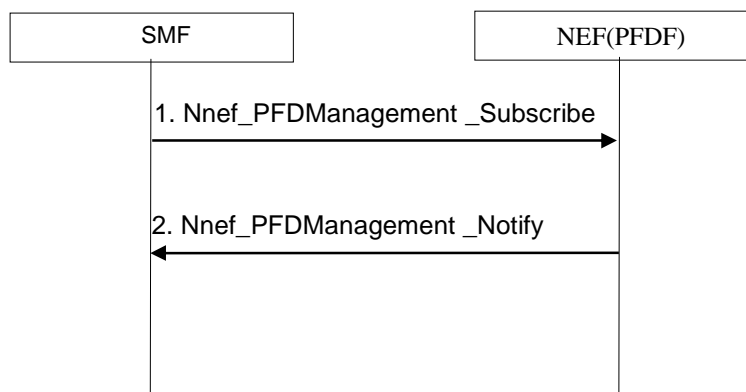 SMF
NEF(PFDF)
1. Nnef_PFDManagement _Subscribe
2. Nnef_PFDManagement _Notify